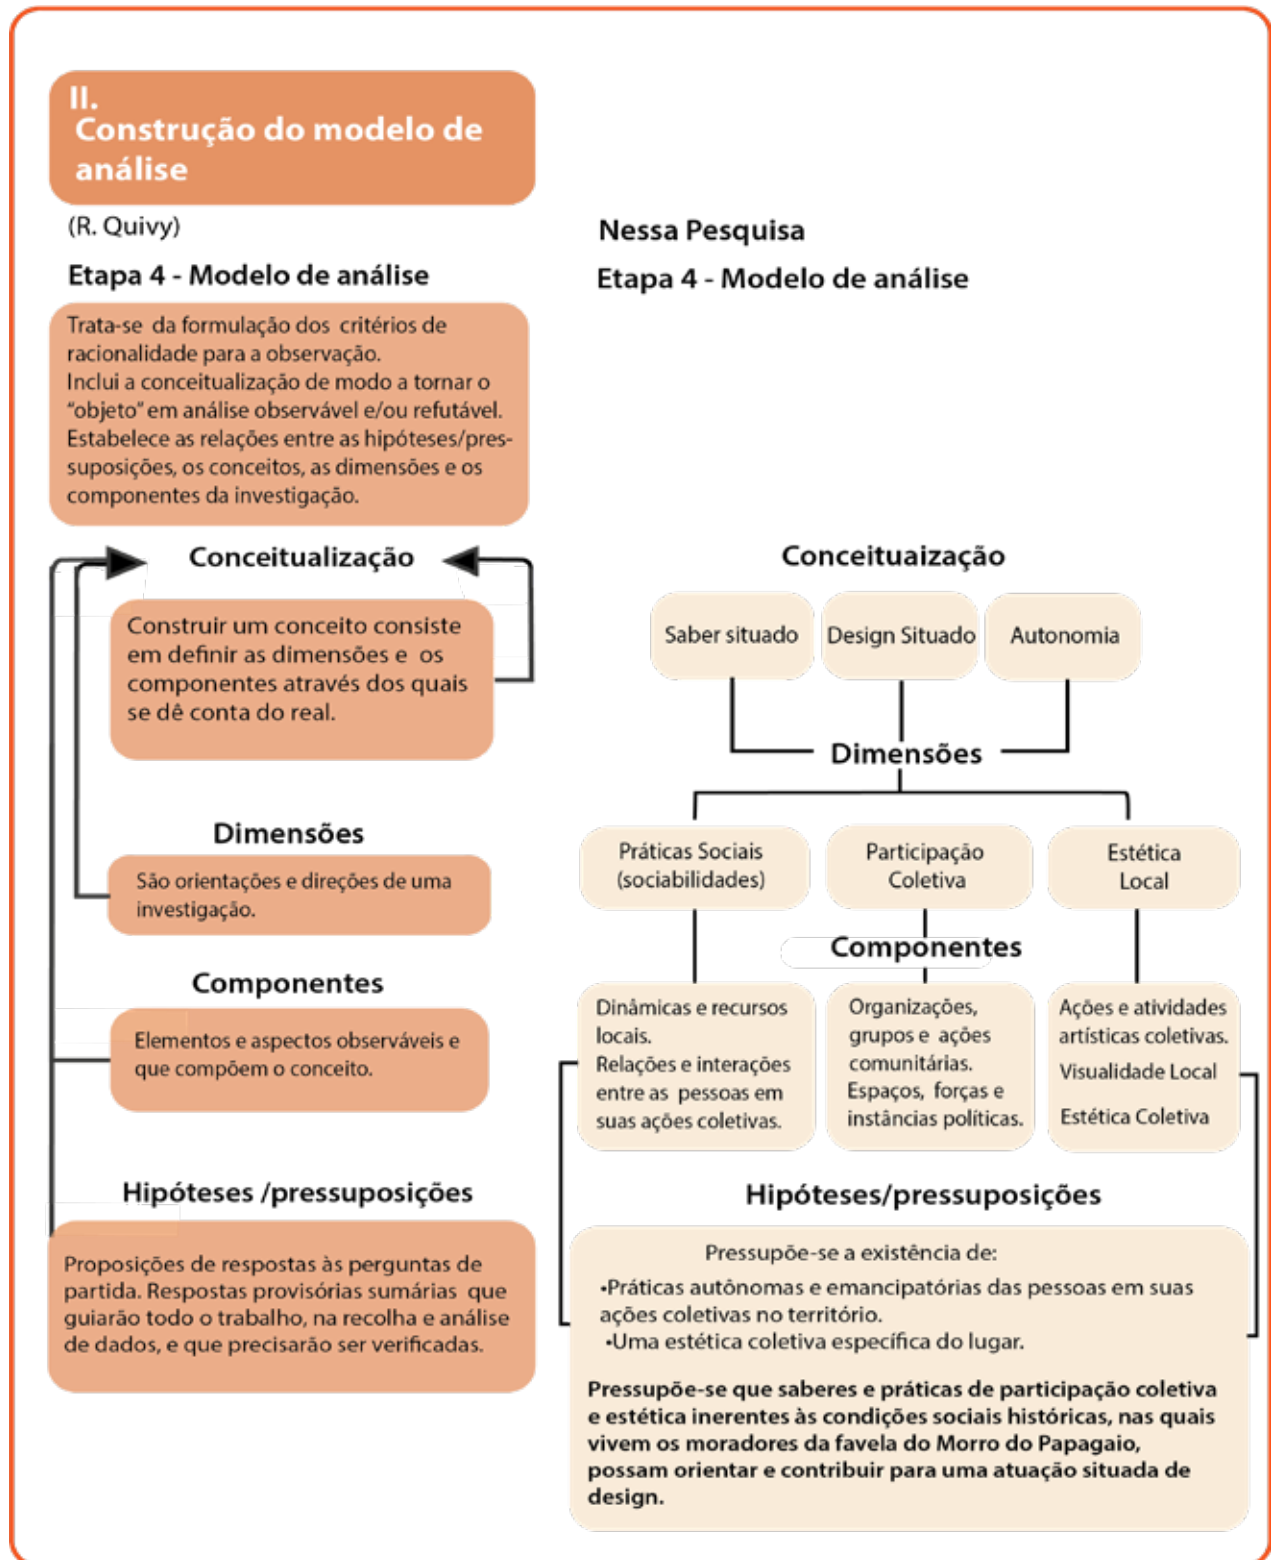 II.
Construção do modelo de
análise
(R. Quivy)
Etapa 4 - Modelo de análise
Trata-se da formulação dos critérios de
racionalidade para a observação.
Inclui a conceitualização de modo a tornar o
“objeto” em análise observável e/ou refutável.
Estabelece as relações entre as hipóteses/pres-
suposições, os conceitos, as dimensões e os
componentes da investigação.
Conceitualização
Construir um conceito consiste
em definir as dimensões e os
componentes através dos quais
se dê conta do real.
Dimensões
São orientações e direções de uma
investigação.
Componentes
Elementos e aspectos observáveis e
que compõem o conceito.
Hipóteses /pressuposições
Proposições de respostas às perguntas de
partida. Respostas provisórias sumárias que
guiarão todo o trabalho, na recolha e análise
de dados, e que precisarão ser verificadas.
Nessa Pesquisa
Etapa 4 - Modelo de análise
Conceituaização
Saber situado
Design Situado
Autonomia
Dimensões
Práticas Sociais
(sociabilidades)
Participação
Coletiva
Estética
Local
Componentes
Dinâmicas e recursos
locais.
Relações e interações
entre as pessoas em
suas ações coletivas.
Organizações,
grupos e ações
comunitárias.
Espaços, forças e
instâncias políticas.
Ações e atividades
artísticas coletivas.
Visualidade Local
Estética Coletiva
Hipóteses/pressuposições
Pressupõe-se a existência de:
•Práticas autônomas e emancipatórias das pessoas em suas
ações coletivas no território.
•Uma estética coletiva específica do lugar.
Pressupõe-se que saberes e práticas de participação coletiva
e estética inerentes às condições sociais históricas, nas quais
vivem os moradores da favela do Morro do Papagaio,
possam orientar e contribuir para uma atuação situada de
design.